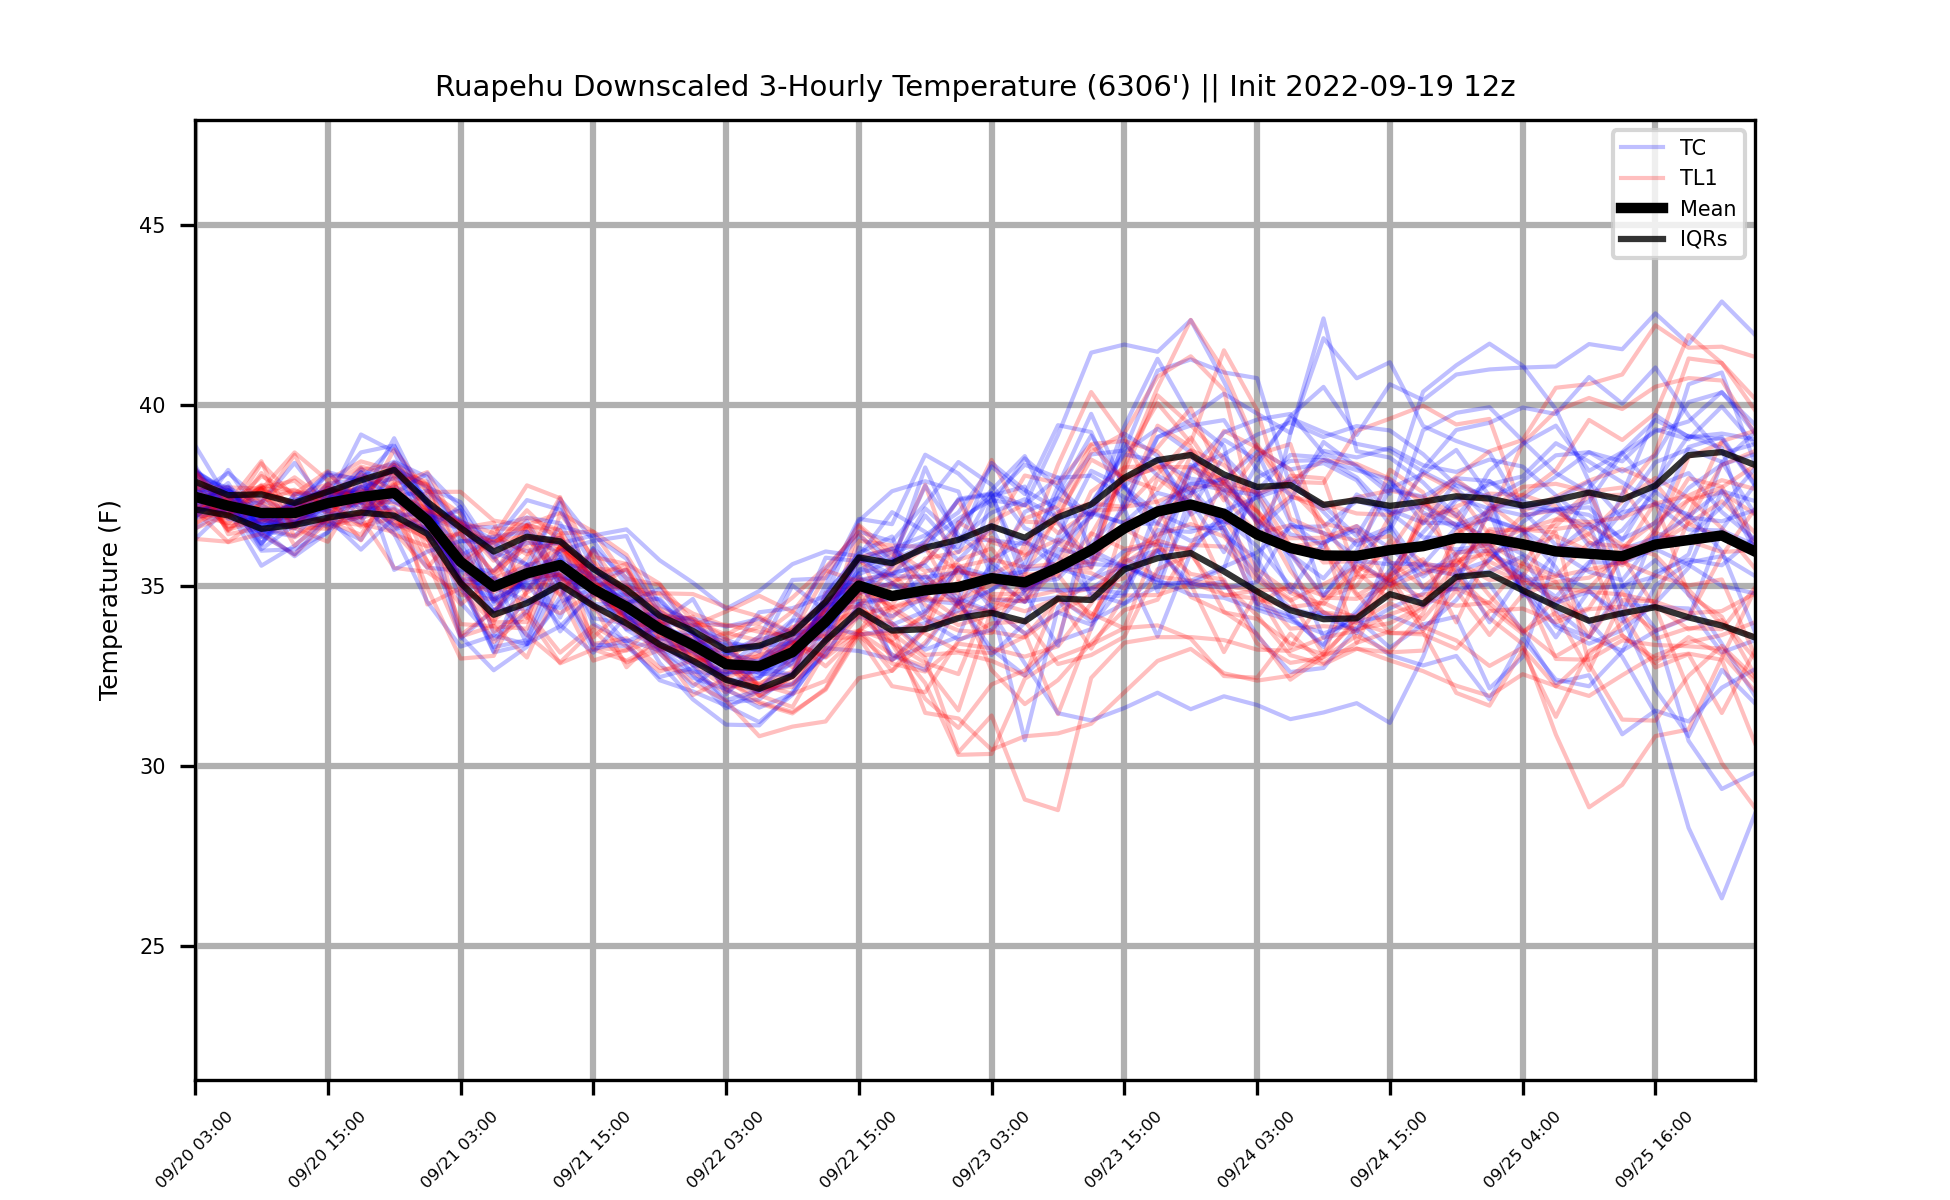 Ruapehu Downscaled 3-Hourly Temperature (6306') || Init 2022-09-19 12z
TC
TL1
Mean
IQRs
Temperature (F)
45
40
35
30
25
09/20 03:00
09/20 15:00
09/21 03:00
09/21 15:00
09/22 03:00
09/22 15:00
09/23 03:00
09/23 15:00
09/24 03:00
09/24 15:00
09/25 04:00
09/25 16:00